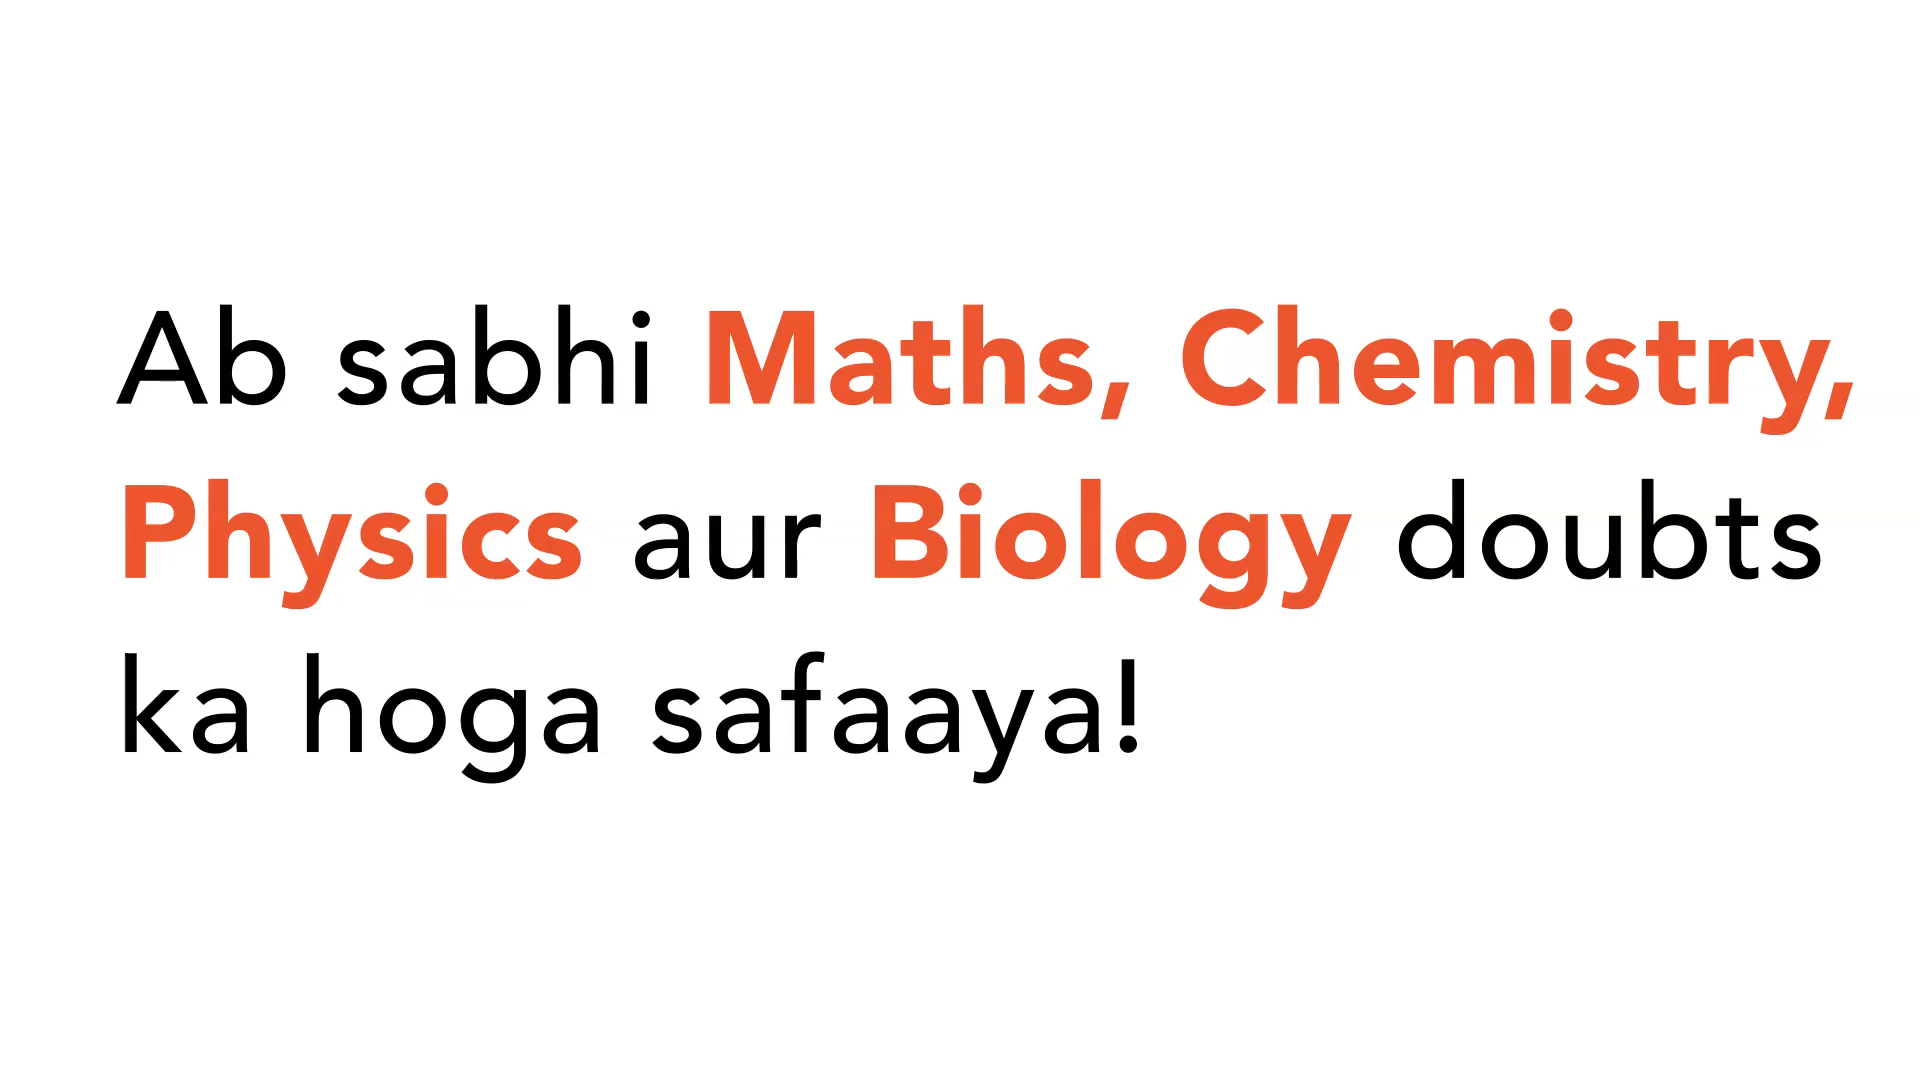 Ab sabhi Maths, Chemistry,
Physics aur Biology doubts
ka hoga safaaya!